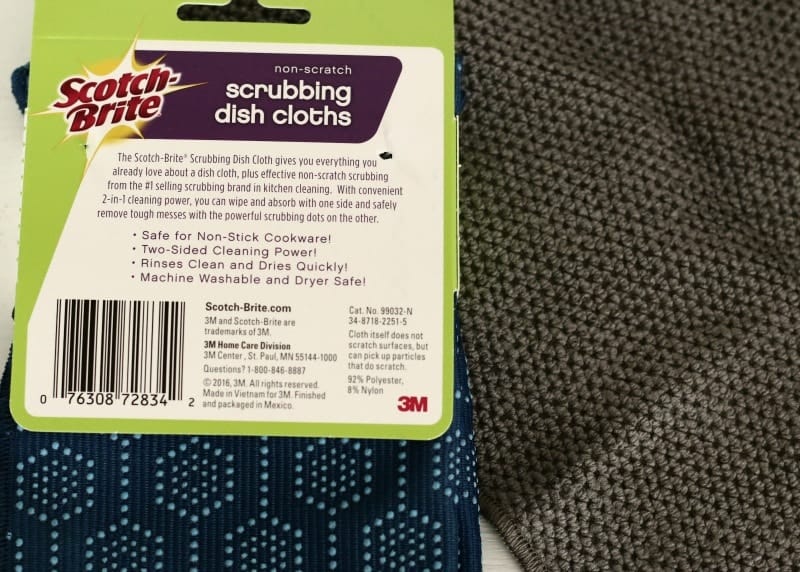 Scotch-
Brite
non-scratch
scrubbing
dish cloths
The Scotch-Brite® Scrubbing Dish Cloth gives you everything you
already love about a dish cloth, plus effective non-scratch scrubbing
from the #1 selling scrubbing brand in kitchen cleaning. With convenient
2-in-1 cleaning power, you can wipe and absorb with one side and safely
remove tough messes with the powerful scrubbing dots on the other.
• Safe for Non-Stick Cookware!
• Two-Sided Cleaning Power!
• Rinses Clean and Dries Quickly!
• Machine Washable and Dryer Safe!
0 76308 72834 2
Scotch-Brite.com
3M and Scotch-Brite are
trademarks of 3M.
3M Home Care Division
3M Center, St. Paul, MN 55144-1000
Questions? 1-800-846-8887
© 2016, 3M. All rights reserved.
Made in Vietnam for 3M. Finished
and packaged in Mexico.
Cat. No. 99032-N
34-8718-2251-5
Cloth itself does not
scratch surfaces, but
can pick up particles
that do scratch.
92% Polyester,
8% Nylon
3M